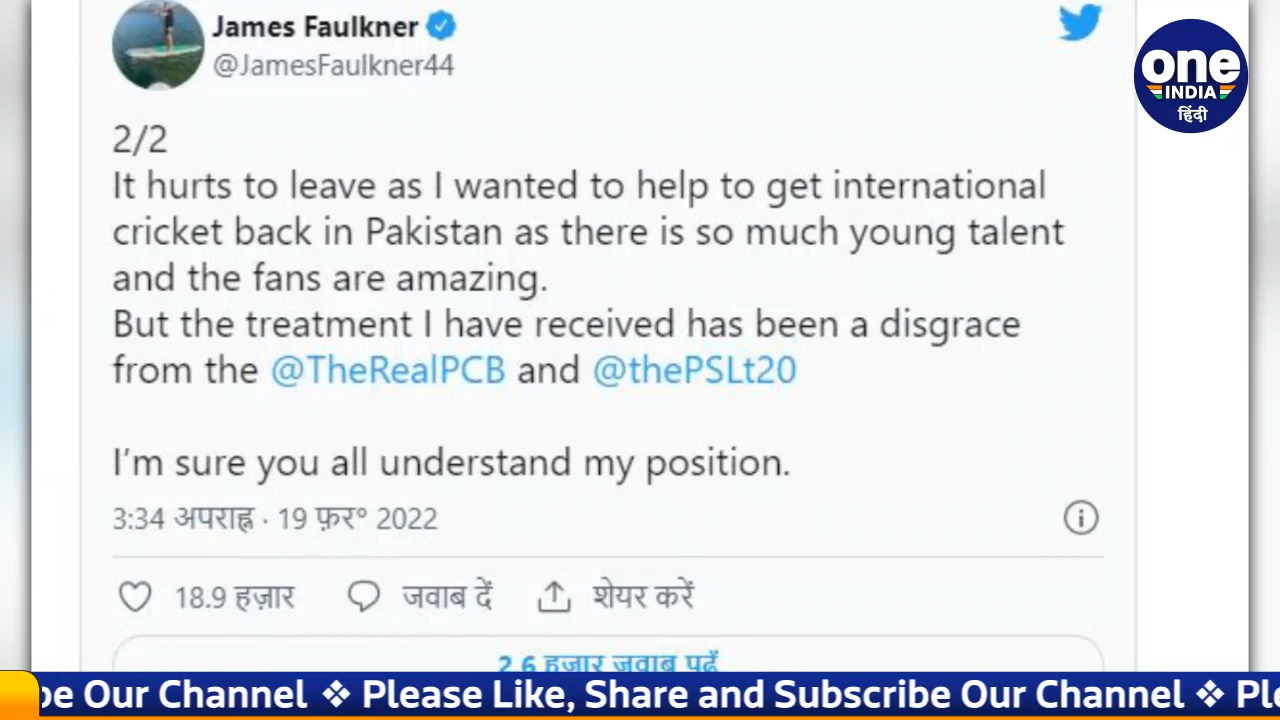 James Faulkner
@JamesFaulkner44
one
INDIA
हिंदी
2/2
It hurts to leave as I wanted to help to get international
cricket back in Pakistan as there is so much young talent
and the fans are amazing.
But the treatment I have received has been a disgrace
from the @TheRealPCB and @thePSLt20
I’m sure you all understand my position.
3:34 अपराह्न · 19 फ़र॰ 2022
18.9 हज़ार जवाब दें शेयर करें
2.6 हज़ार जवाब पढ़ें
be Our Channel ❖ Please Like, Share and Subscribe Our Channel ❖ Ple